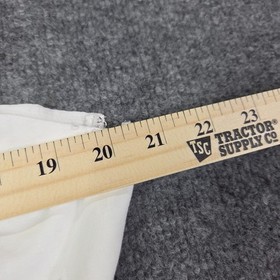 19 20 21 22 23
TSC TRACTOR
SUPPLY CO